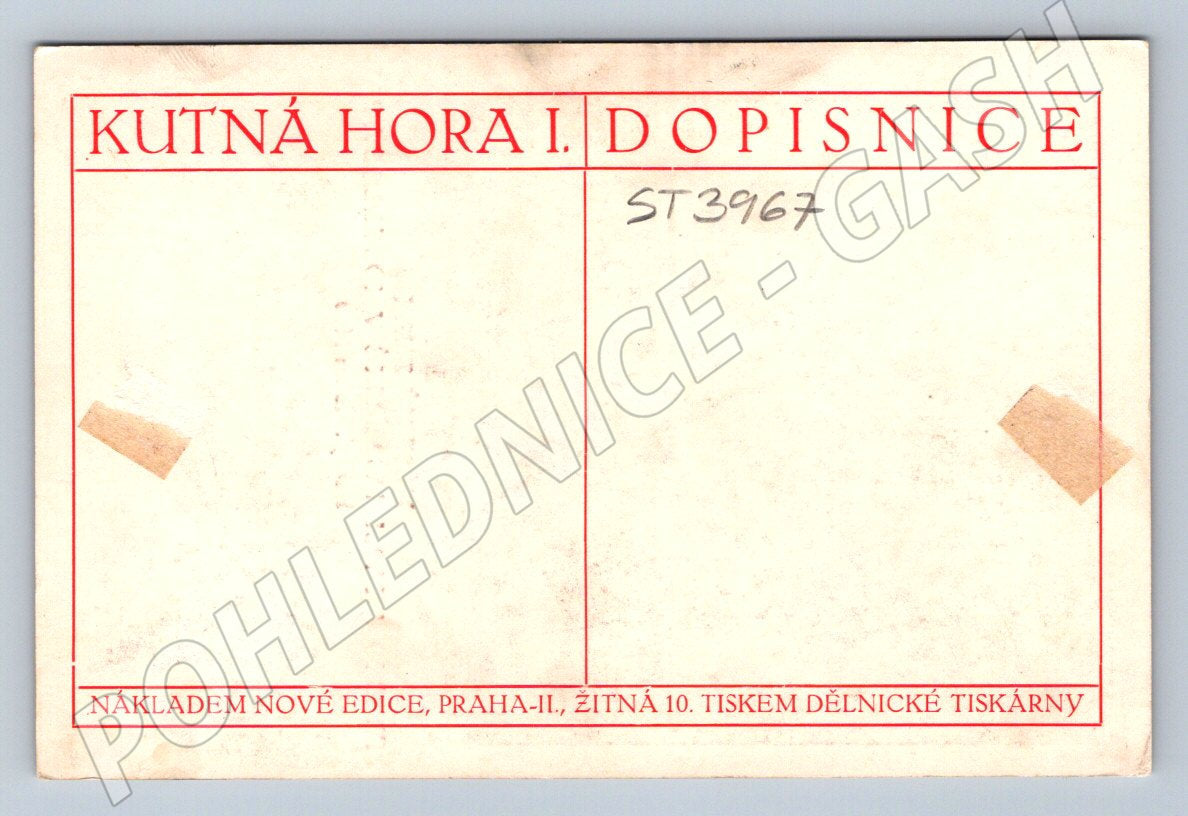 KUTNÁ HORA I. DOPISNICE
ST3967
POHLEDNICE - GASH
NÁKLADEM NOVÉ EDICE, PRAHA-II., ŽITNÁ 10. TISKEM DĚLNICKÉ TISKÁRNY